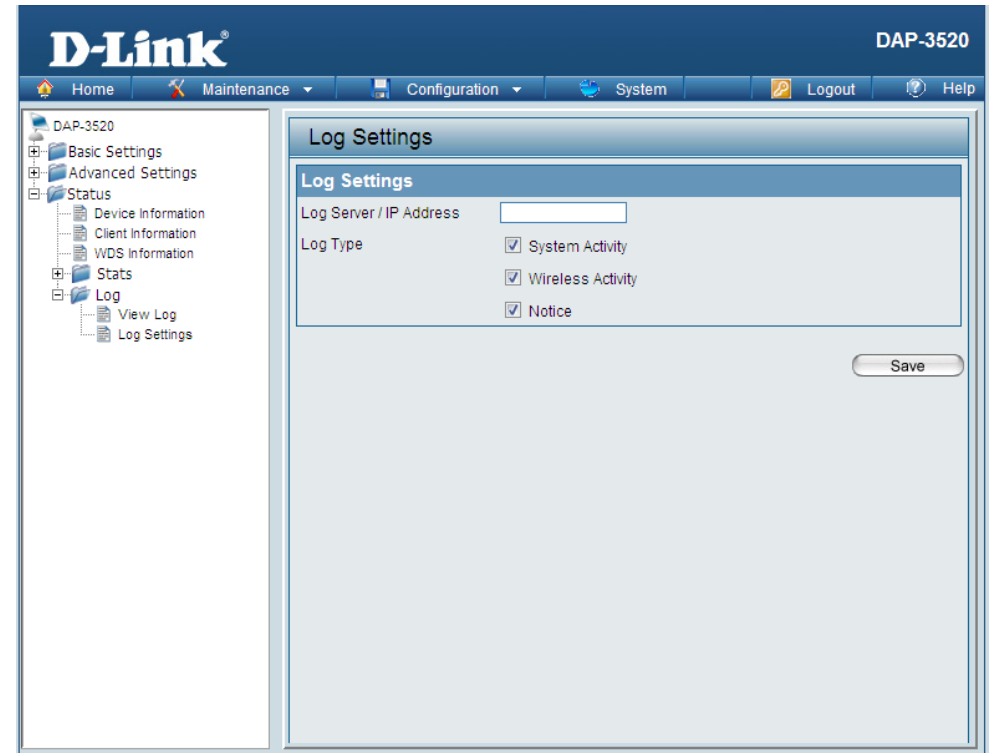 D-Link®
DAP-3520
Home Maintenance Configuration System Logout Help
DAP-3520
Basic Settings
Advanced Settings
Status
Device Information
Client Information
WDS Information
Stats
Log
View Log
Log Settings
Log Settings
Log Settings
Log Server / IP Address
Log Type
System Activity
Wireless Activity
Notice
Save